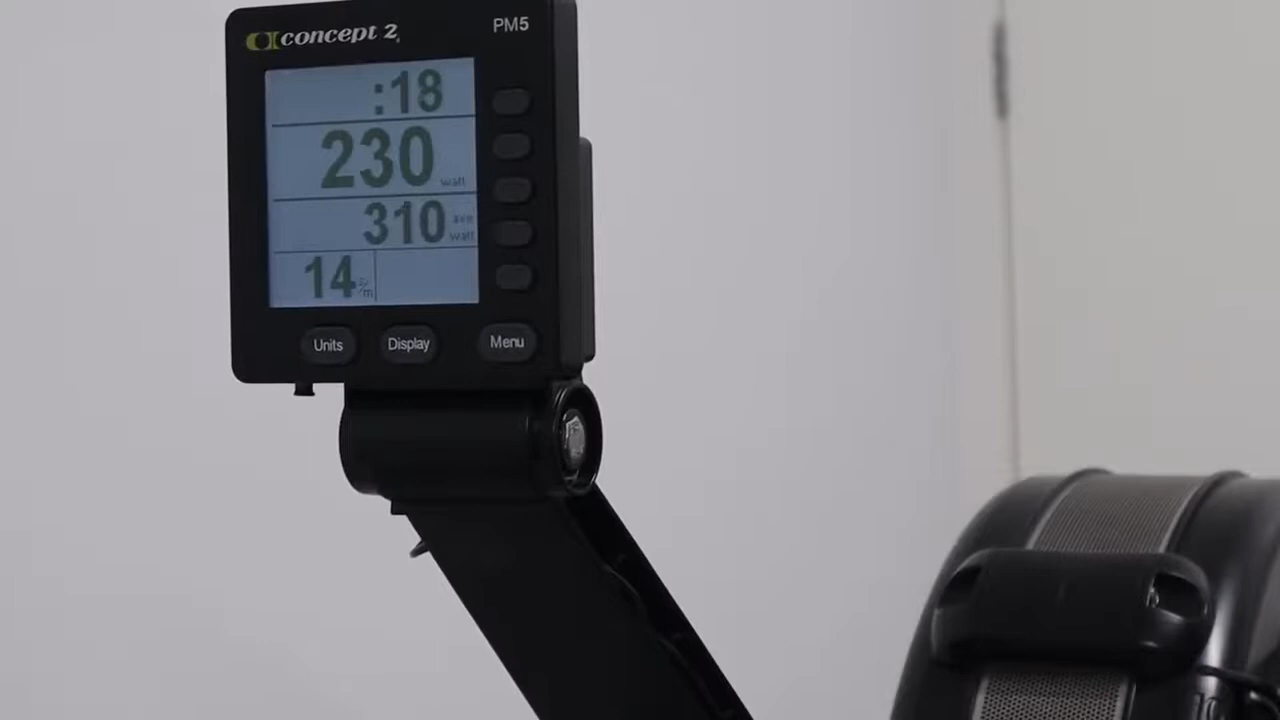 concept 2
PM5
:18
230 watt
310 ave watt
14 s/m
Units Display Menu